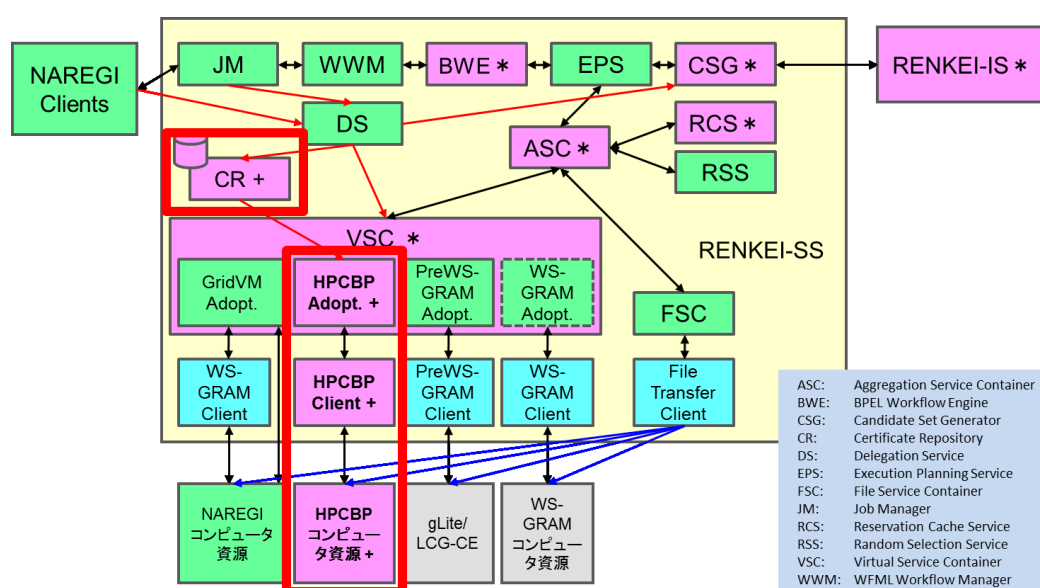 NAREGI
Clients
JM
WWM
BWE *
EPS
CSG *
RENKEI-IS *
DS
ASC *
RCS *
RSS
CR +
VSC *
RENKEI-SS
GridVM
Adopt.
HPCBP
Adopt. +
PreWS-
GRAM
Adopt.
WS-
GRAM
Adopt.
FSC
WS-
GRAM
Client
HPCBP
Client +
PreWS-
GRAM
Client
WS-
GRAM
Client
File
Transfer
Client
NAREGI
コンピュータ
資源
HPCBP
コンピュー
タ資源 +
gLite/
LCG-CE
WS-
GRAM
コンピュー
タ資源
ASC: Aggregation Service Container
BWE: BPEL Workflow Engine
CSG: Candidate Set Generator
CR: Certificate Repository
DS: Delegation Service
EPS: Execution Planning Service
FSC: File Service Container
JM: Job Manager
RCS: Reservation Cache Service
RSS: Random Selection Service
VSC: Virtual Service Container
WWM: WFML Workflow Manager